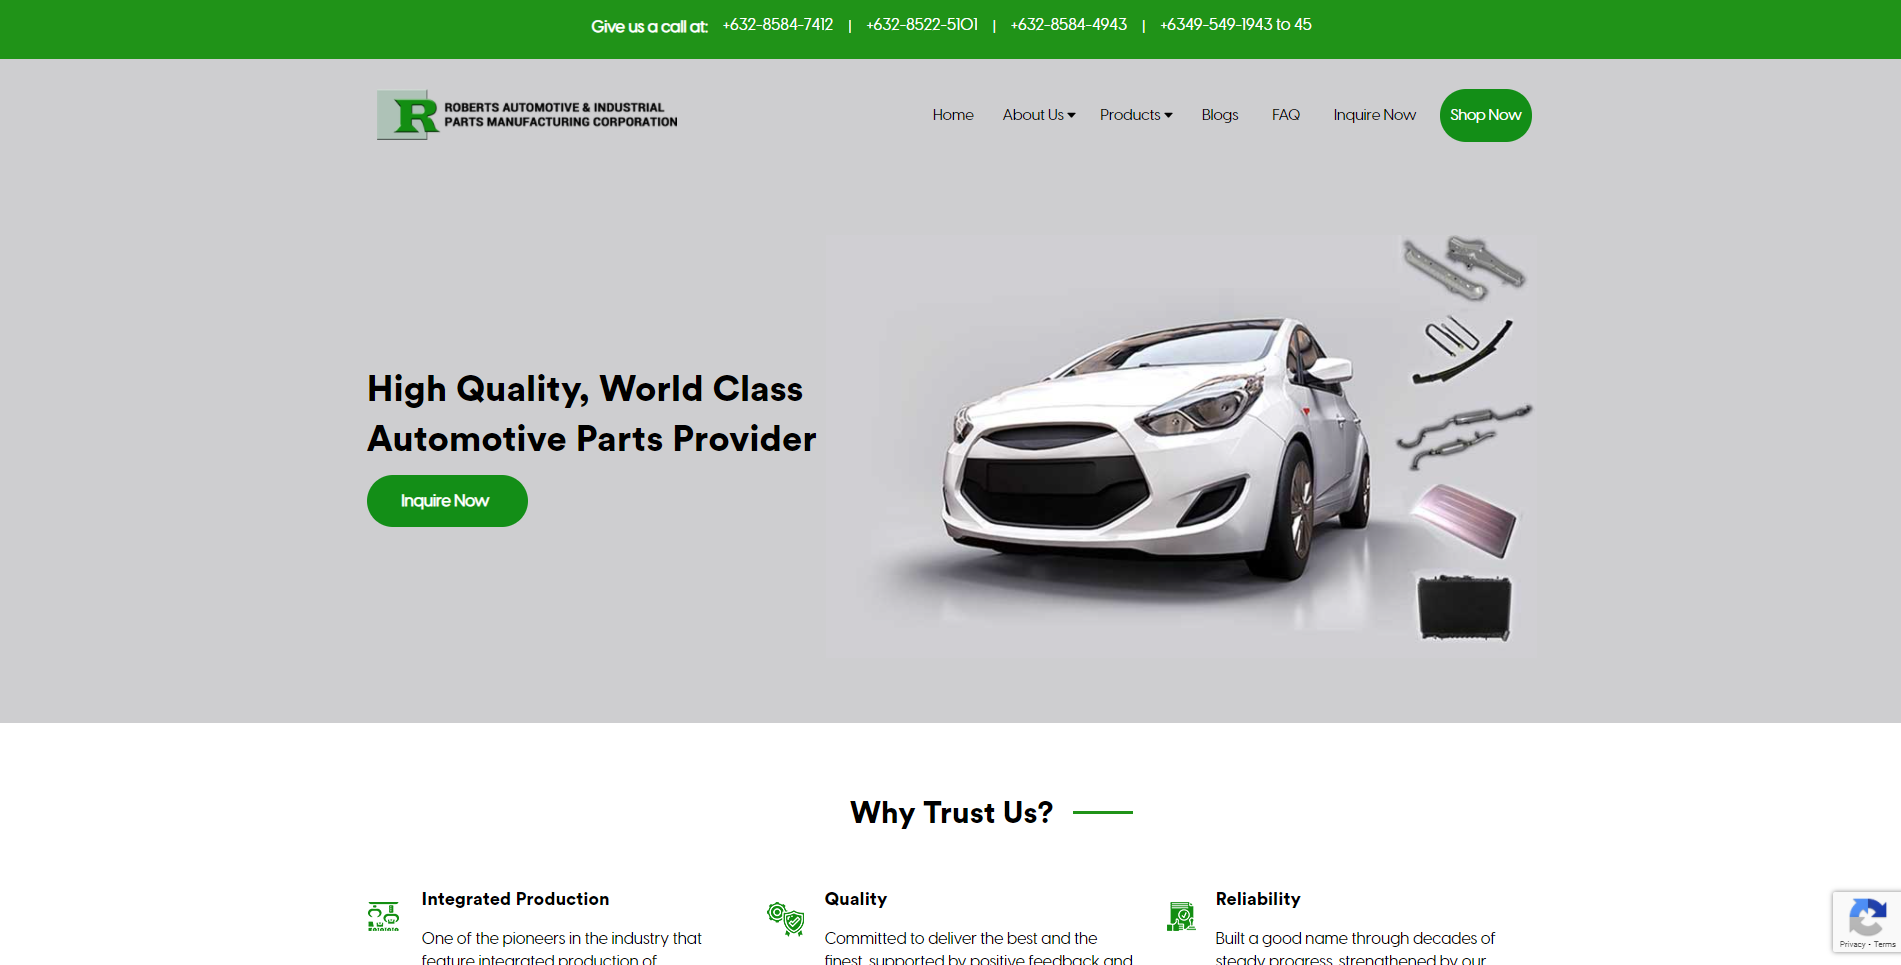 Give us a call at: +632-8584-7412 | +632-8522-5101 | +632-8584-4943 | +6349-549-1943 to 45
R ROBERTS AUTOMOTIVE & INDUSTRIAL
PARTS MANUFACTURING CORPORATION
Home About Us Products Blogs FAQ Inquire Now Shop Now
High Quality, World Class
Automotive Parts Provider
Inquire Now
Why Trust Us?
Integrated Production
One of the pioneers in the industry that
feature integrated production of
Quality
Committed to deliver the best and the
finest, supported by positive feedback and
Reliability
Built a good name through decades of
steady progress, strengthened by our
Privacy - Terms